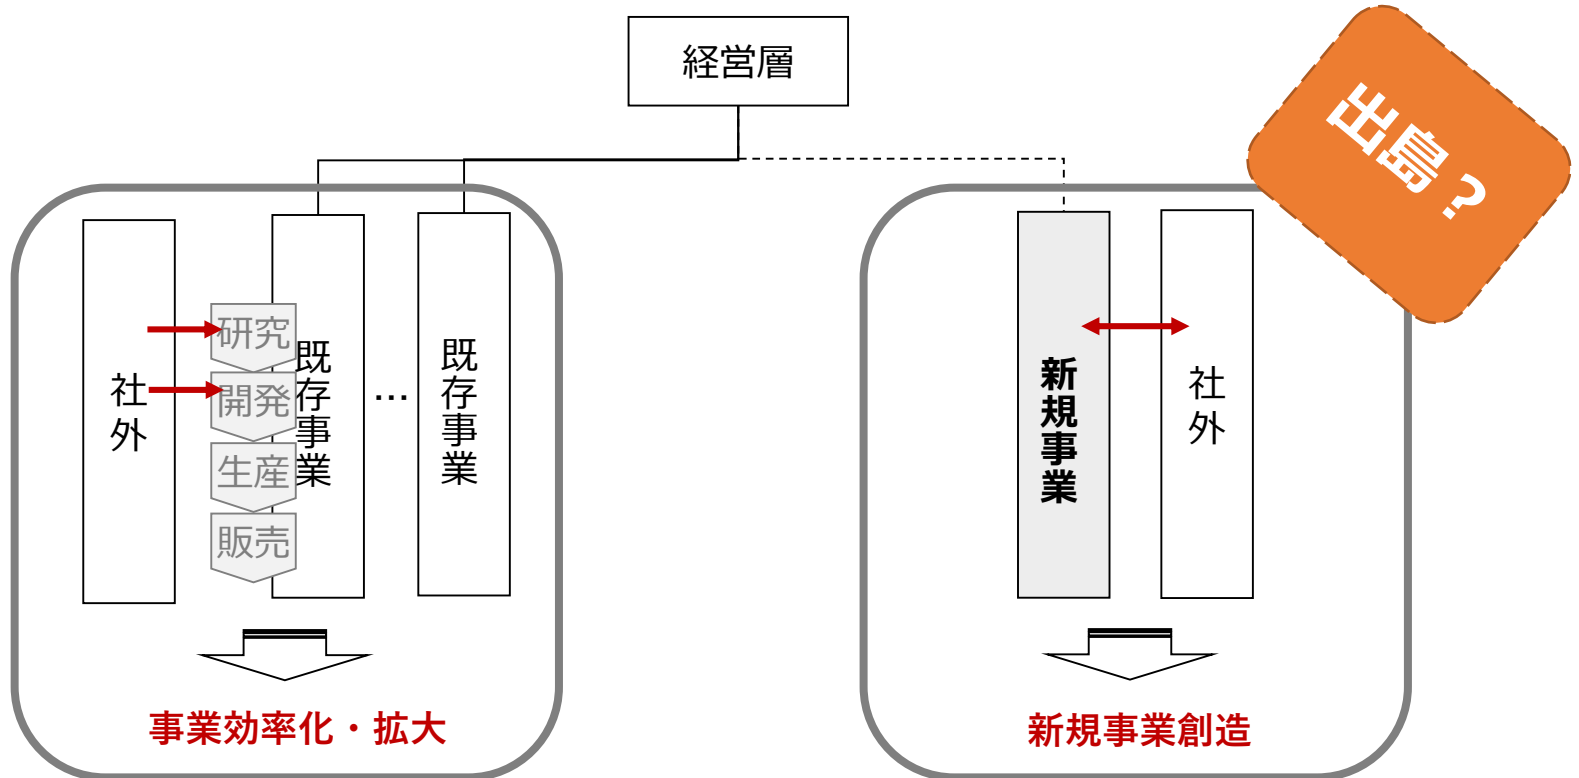 経営層
出島？
社外
研究
開発
生産
販売
既存事業
…
既存事業
新規事業
社外
事業効率化・拡大
新規事業創造